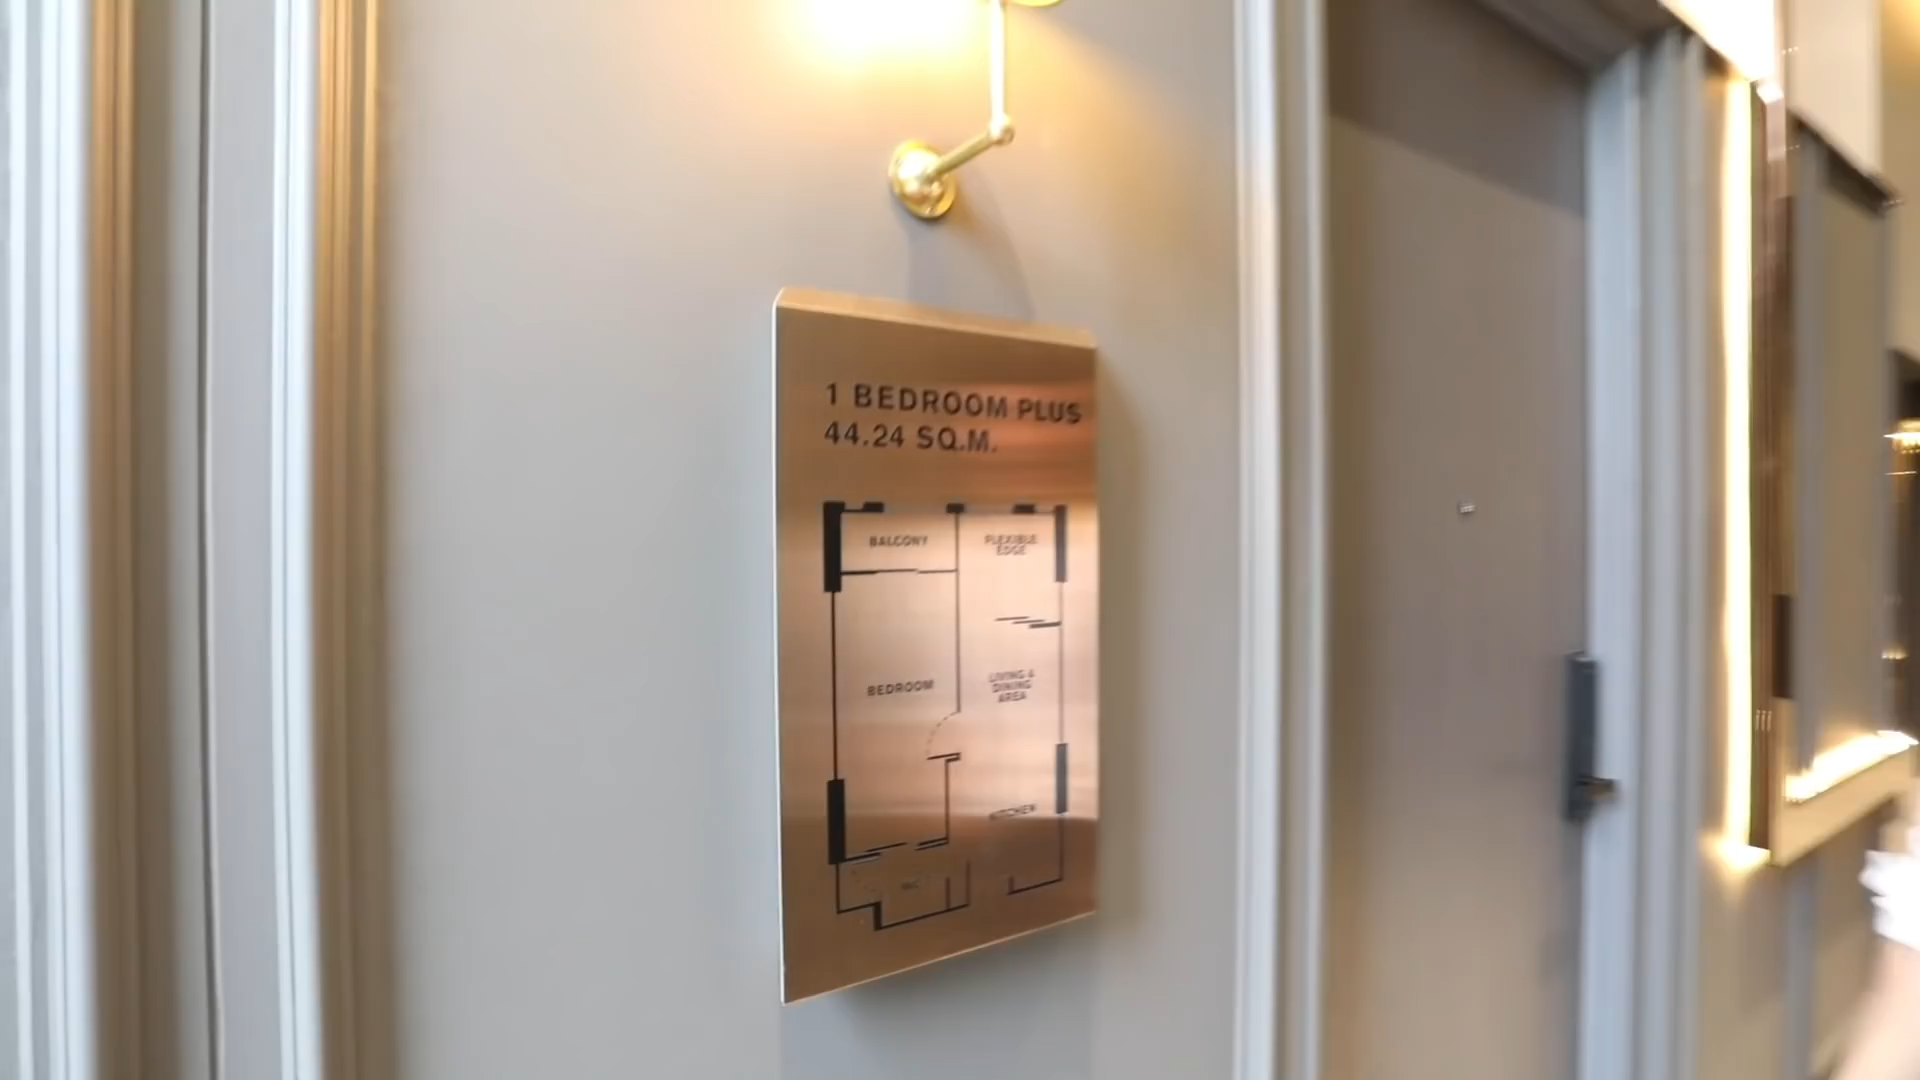 1 BEDROOM PLUS
44.24 SQ.M.
BALCONY
FLEXIBLE
EDGE
BEDROOM
LIVING &
DINING
AREA
KITCHEN